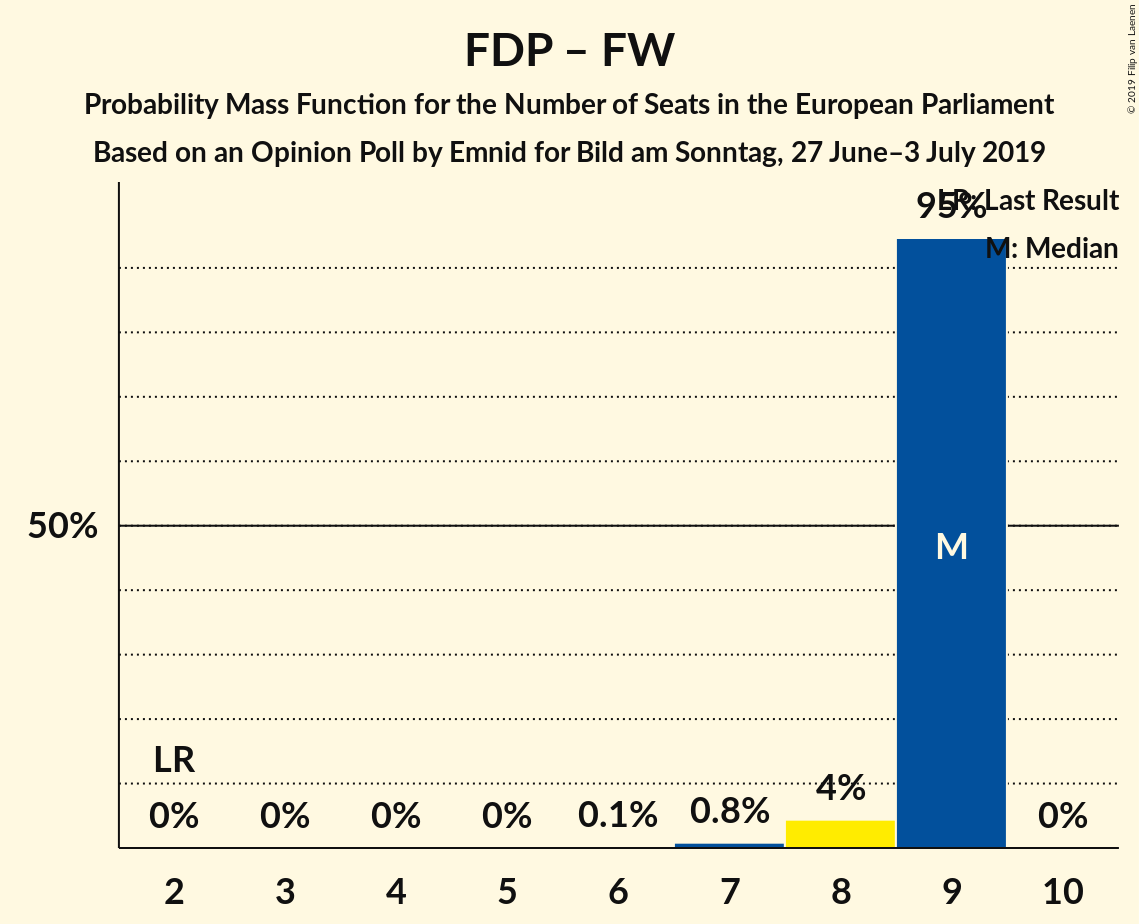 FDP – FW
Probability Mass Function for the Number of Seats in the European Parliament
Based on an Opinion Poll by Emnid for Bild am Sonntag, 27 June–3 July 2019
© 2019 Filip van Laenen
LR: Last Result
M: Median
95%
50%
M
LR
0%
0%
0%
0%
0.1%
0.8%
4%
0%
2
3
4
5
6
7
8
9
10